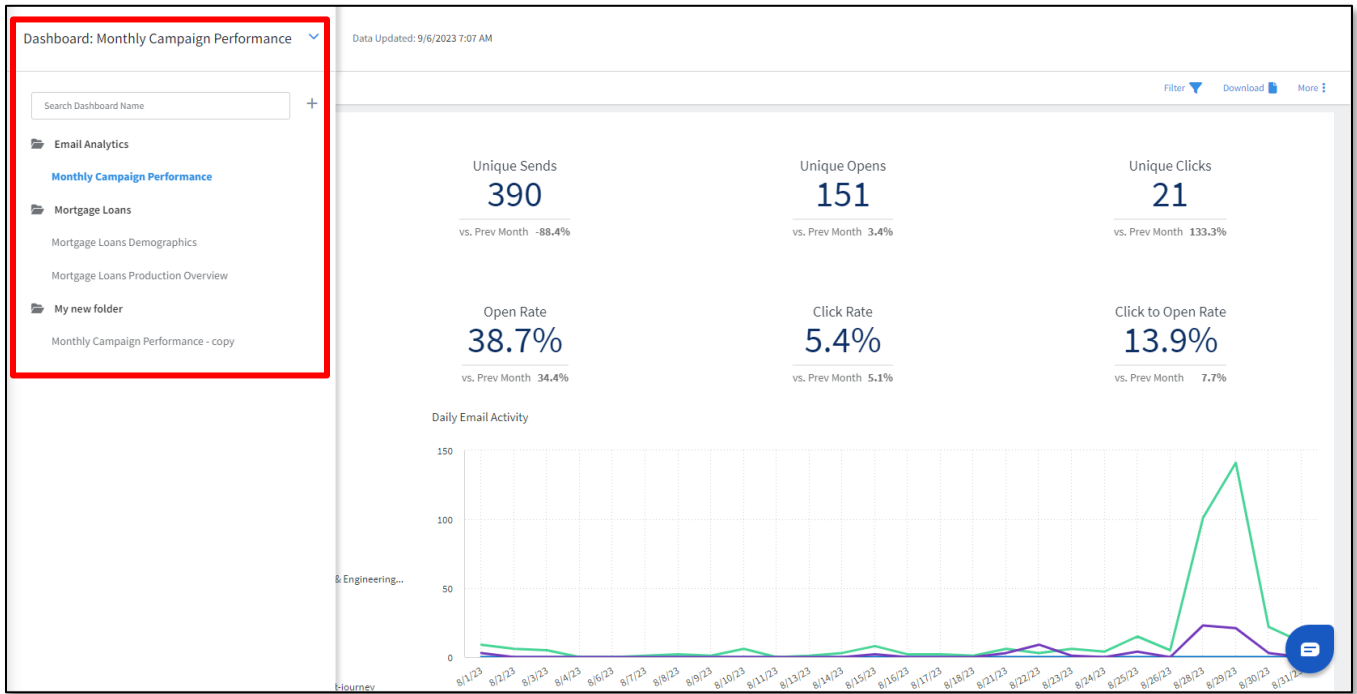 Dashboard: Monthly Campaign Performance
Data Updated: 9/6/2023 7:07 AM
Filter
Download
More
Search Dashboard Name
+
Email Analytics
Monthly Campaign Performance
Mortgage Loans
Mortgage Loans Demographics
Mortgage Loans Production Overview
My new folder
Monthly Campaign Performance - copy
Unique Sends
390
vs. Prev Month -88.4%
Unique Opens
151
vs. Prev Month 3.4%
Unique Clicks
21
vs. Prev Month 133.3%
Open Rate
38.7%
vs. Prev Month 34.4%
Click Rate
5.4%
vs. Prev Month 5.1%
Click to Open Rate
13.9%
vs. Prev Month 7.7%
Daily Email Activity
150
100
50
0
& Engineering...
t-journey
8/1/23 8/2/23 8/3/23 8/4/23 8/6/23 8/7/23 8/8/23 8/9/23 8/10/23 8/11/23 8/13/23 8/14/23 8/15/23 8/16/23 8/17/23 8/18/23 8/21/23 8/22/23 8/23/23 8/24/23 8/25/23 8/26/23 8/28/23 8/29/23 8/30/23 8/31/